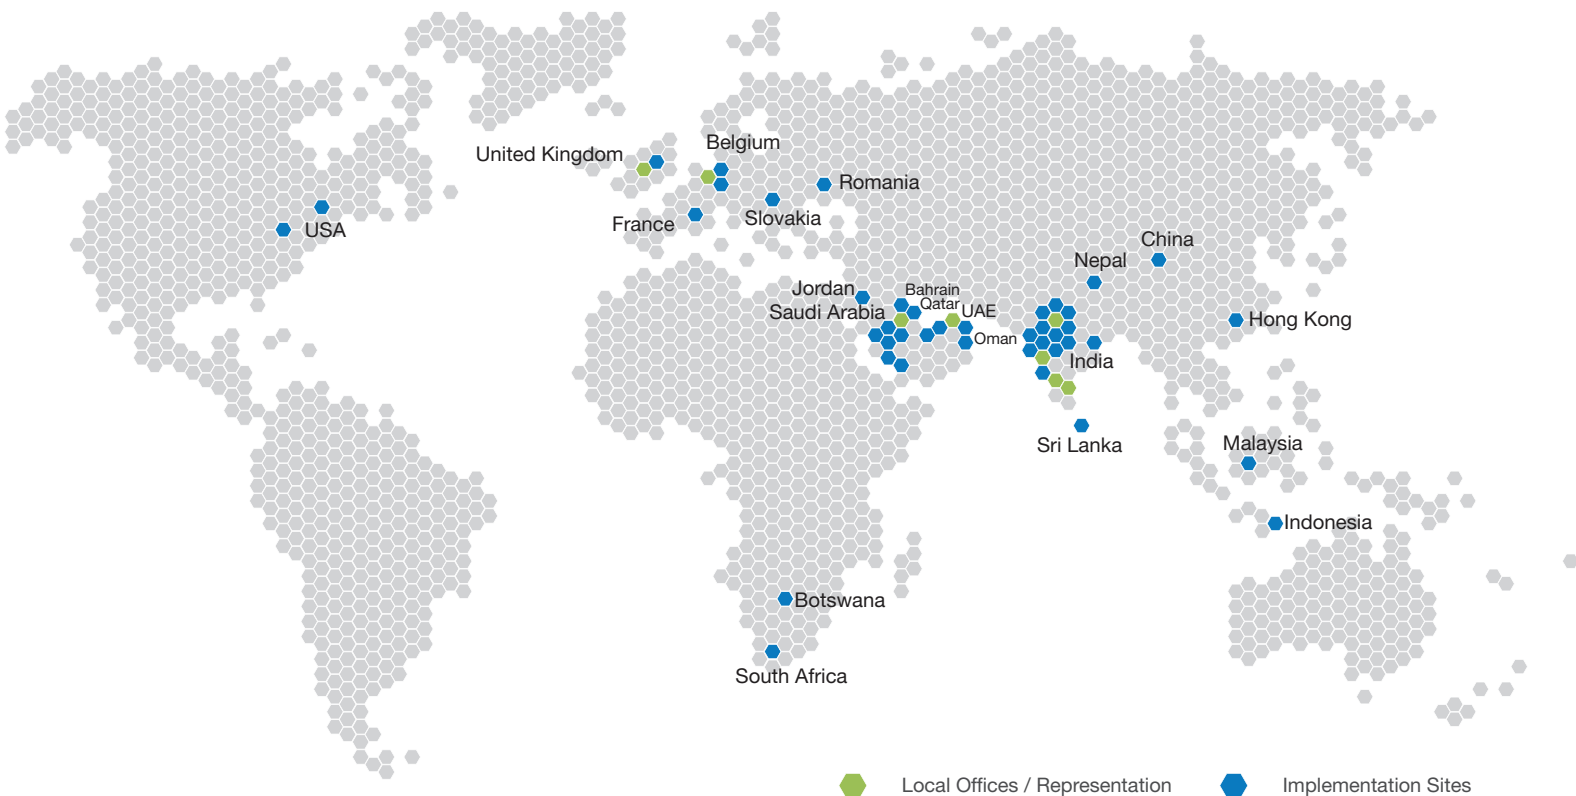 Belgium
United Kingdom
Romania
Slovakia
France
USA
China
Nepal
Jordan
Bahrain
Qatar
Saudi Arabia
UAE
Hong Kong
Oman
India
Sri Lanka
Malaysia
Indonesia
Botswana
South Africa
Local Offices / Representation
Implementation Sites